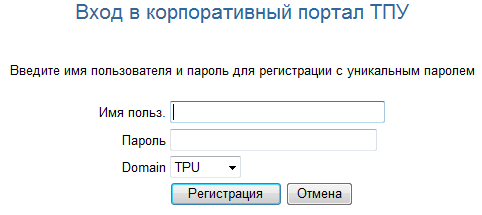 Вход в корпоративный портал ТПУ
Введите имя пользователя и пароль для регистрации с уникальным паролем
Имя польз.
Пароль
Domain TPU
Регистрация Отмена